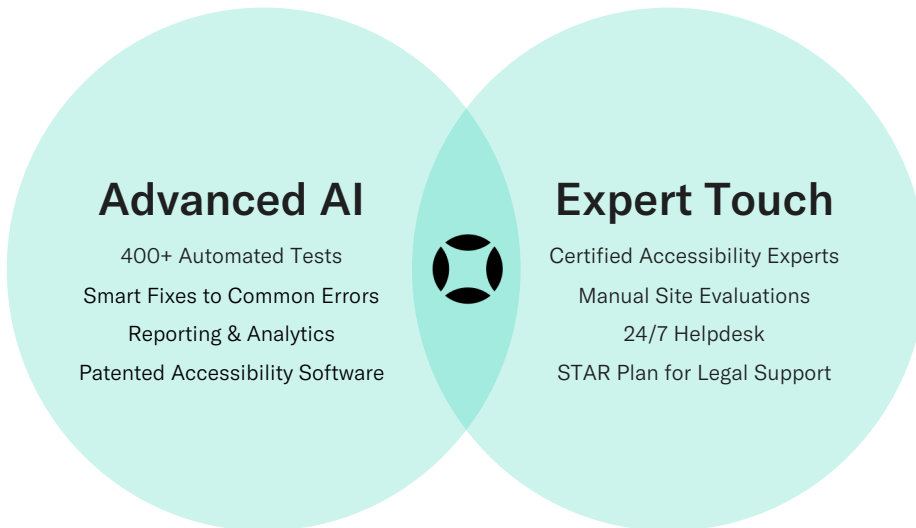 Advanced AI
400+ Automated Tests
Smart Fixes to Common Errors
Reporting & Analytics
Patented Accessibility Software
Expert Touch
Certified Accessibility Experts
Manual Site Evaluations
24/7 Helpdesk
STAR Plan for Legal Support